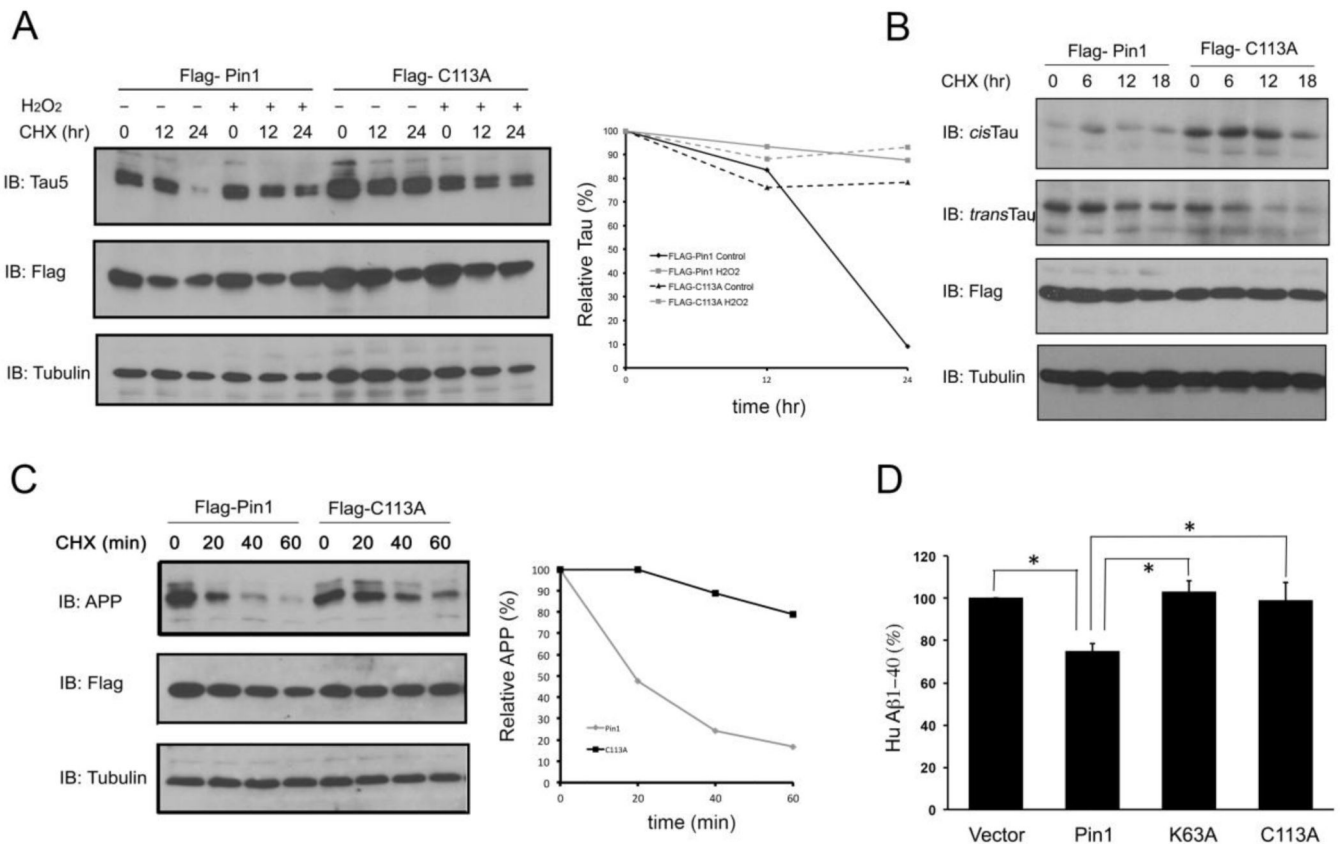 A
Flag- Pin1 Flag- C113A
H2O2 – – – + + + – – – + + +
CHX (hr) 0 12 24 0 12 24 0 12 24 0 12 24
IB: Tau5
IB: Flag
IB: Tubulin
Relative Tau (%)
100
90
80
70
60
50
40
30
20
10
0
FLAG-Pin1 Control
FLAG-Pin1 H2O2
FLAG-C113A Control
FLAG-C113A H2O2
0 12 24
time (hr)
B
Flag- Pin1 Flag- C113A
CHX (hr) 0 6 12 18 0 6 12 18
IB: cisTau
IB: transTau
IB: Flag
IB: Tubulin
C
Flag-Pin1 Flag-C113A
CHX (min) 0 20 40 60 0 20 40 60
IB: APP
IB: Flag
IB: Tubulin
Relative APP (%)
100
90
80
70
60
50
40
30
20
10
0
Pin1
C113A
0 20 40 60
time (min)
D
Hu Aβ1–40 (%)
120
100
80
60
40
20
0
* * *
Vector Pin1 K63A C113A